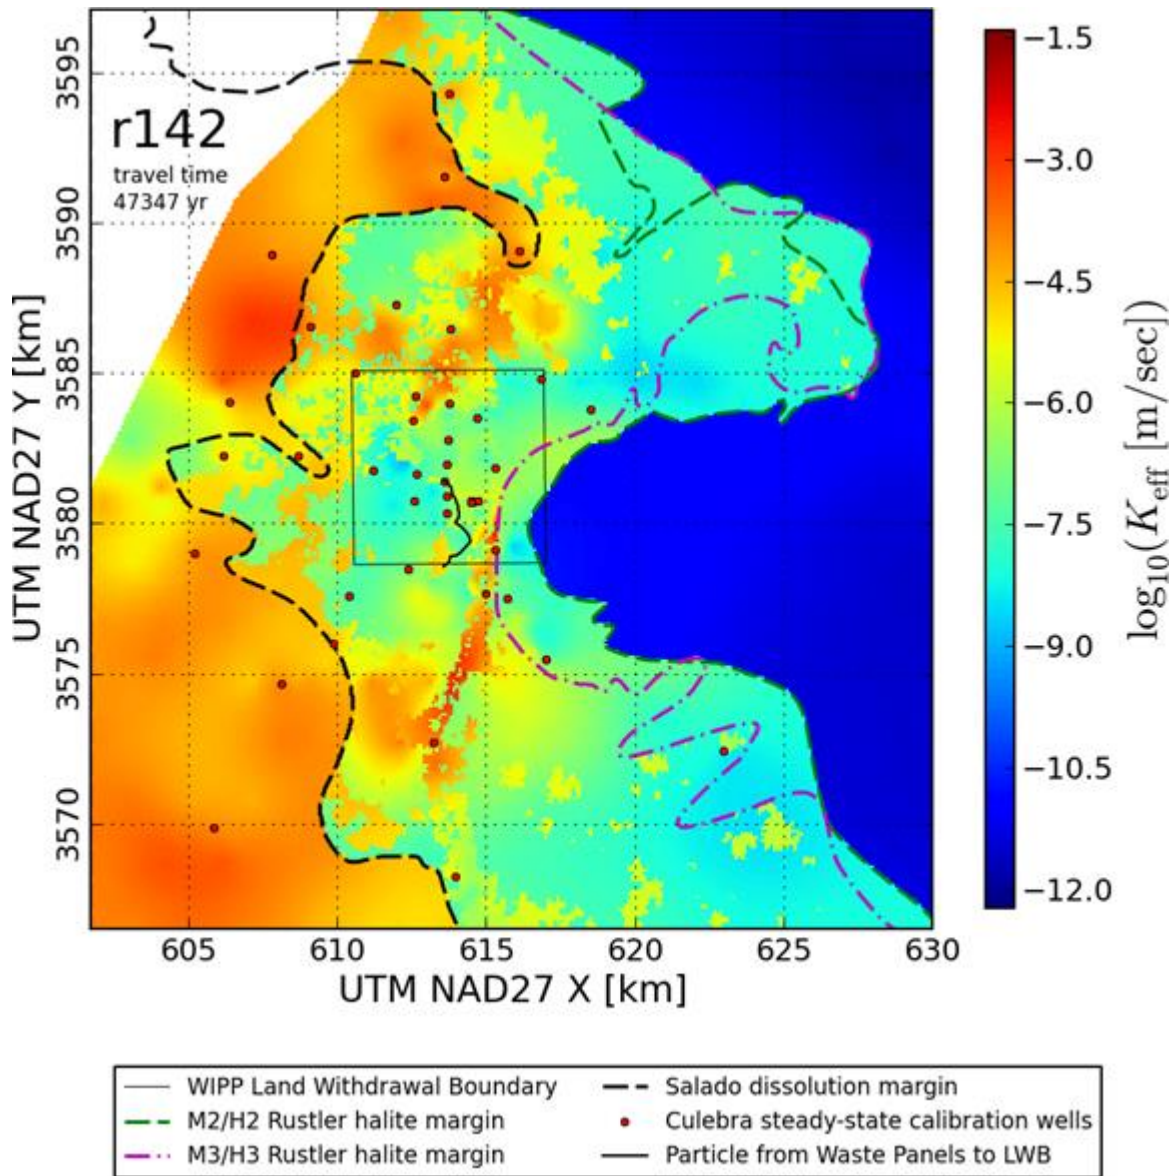 r142
travel time
47347 yr
3595
3590
3585
3580
3575
3570
UTM NAD27 Y [km]
605 610 615 620 625 630
UTM NAD27 X [km]
−1.5
−3.0
−4.5
−6.0
−7.5
−9.0
−10.5
−12.0
log₁₀(K_eff [m/sec])
WIPP Land Withdrawal Boundary
M2/H2 Rustler halite margin
M3/H3 Rustler halite margin
Salado dissolution margin
Culebra steady-state calibration wells
Particle from Waste Panels to LWB